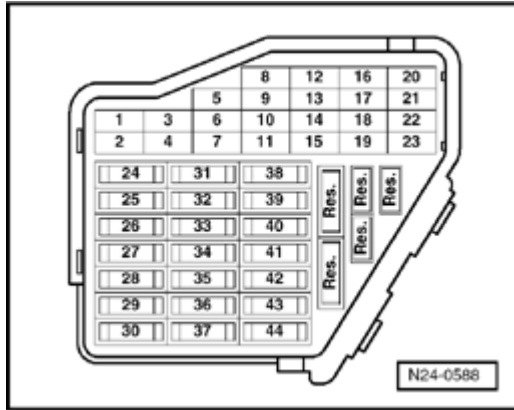 8 12 16 20
5 9 13 17 21
1 3 6 10 14 18 22
2 4 7 11 15 19 23
24 31 38
25 32 39
26 33 40
27 34 41
28 35 42
29 36 43
30 37 44
Res. Res. Res.
Res.
Res.
N24-0588